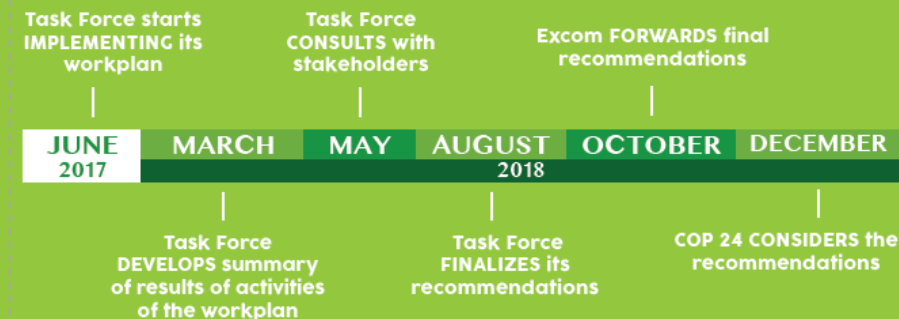 Task Force starts
IMPLEMENTING its
workplan
Task Force
CONSULTS with
stakeholders
Excom FORWARDS final
recommendations
JUNE
2017
MARCH
MAY
AUGUST
OCTOBER
DECEMBER
2018
Task Force
DEVELOPS summary
of results of activities
of the workplan
Task Force
FINALIZES its
recommendations
COP 24 CONSIDERS the
recommendations